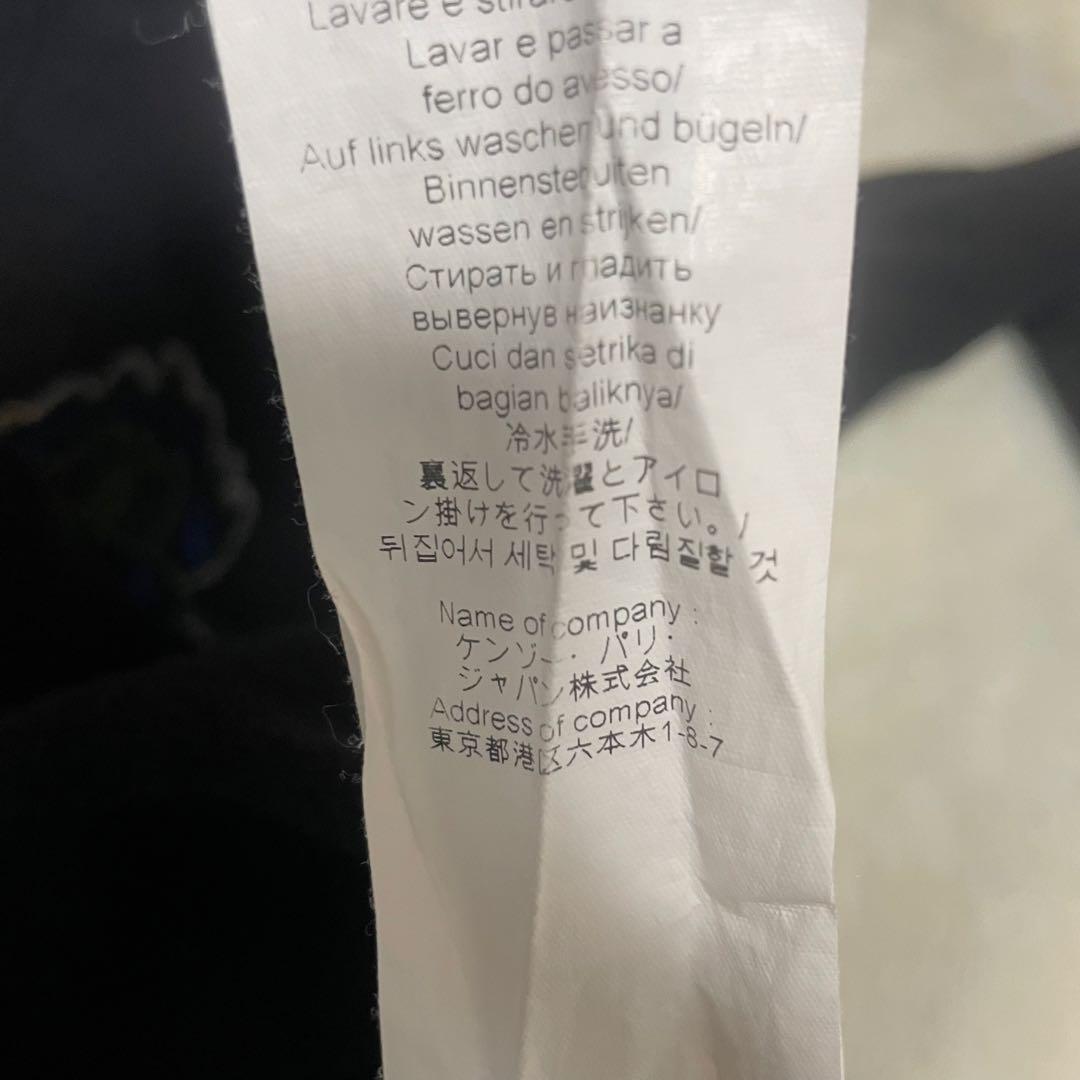 Lavare e
Lavar e passar a
ferro do avesso/
Auf links waschen und bügeln/
Binnenstebuiten
wassen en strijken/
Стирать и гладить
вывернув наизнанку
Cuci dan setrika di
bagian baliknya/
冷水手洗/
裏返して洗濯とアイロ
ン掛けを行って下さい。/
뒤집어서 세탁 및 다림질할 것
Name of company :
ケンゾー・パリ・
ジャパン株式会社
Address of company :
東京都港区六本木1-8-7